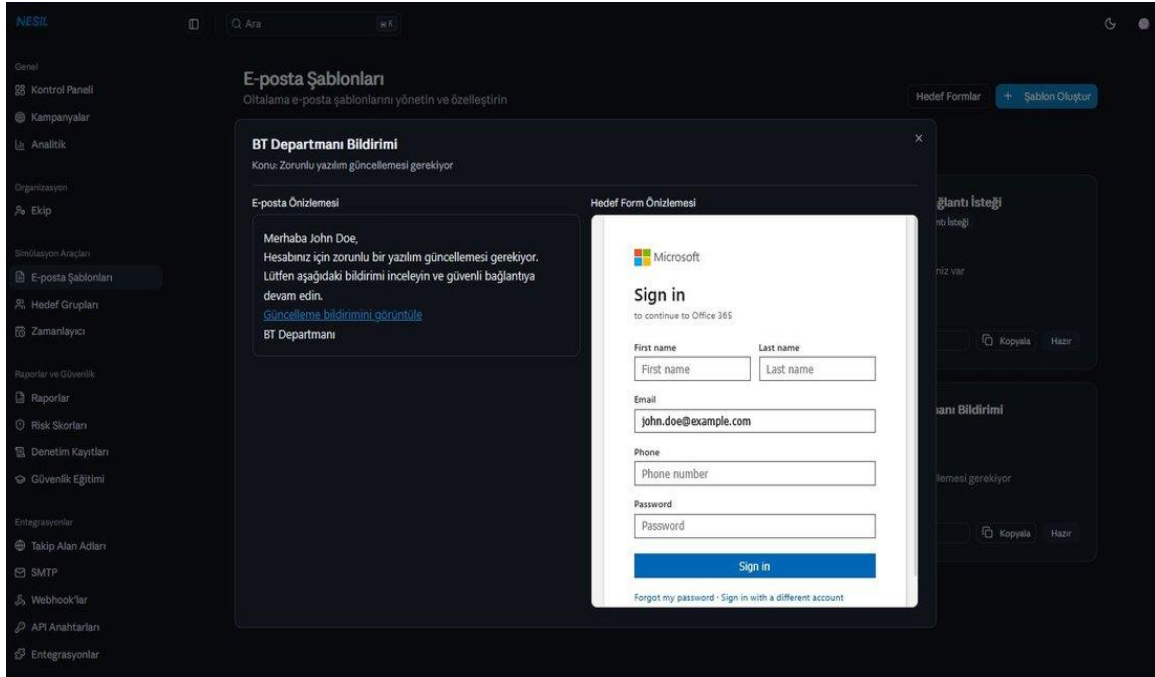 NESIL
Ara
⌘ K
Genel
Kontrol Paneli
Kampanyalar
Analitik
Organizasyon
Ekip
Simülasyon Araçları
E-posta Şablonları
Hedef Grupları
Zamanlayıcı
Raporlar ve Güvenlik
Raporlar
Risk Skorları
Denetim Kayıtları
Güvenlik Eğitimi
Entegrasyonlar
Takip Alan Adları
SMTP
Webhook'lar
API Anahtarları
Entegrasyonlar
E-posta Şablonları
Oltalama e-posta şablonlarını yönetin ve özelleştirin
Hedef Formlar
+ Şablon Oluştur
BT Departmanı Bildirimi
Konu: Zorunlu yazılım güncellemesi gerekiyor
E-posta Önizlemesi
Merhaba John Doe,
Hesabınız için zorunlu bir yazılım güncellemesi gerekiyor.
Lütfen aşağıdaki bildirimi inceleyin ve güvenli bağlantıya
devam edin.
Güncelleme bildirimini görüntüle
BT Departmanı
Hedef Form Önizlemesi
Microsoft
Sign in
to continue to Office 365
First name Last name
First name Last name
Email
john.doe@example.com
Phone
Phone number
Password
Password
Sign in
Forgot my password · Sign in with a different account
ğlantı İsteği
ntı İsteği
niz var
Kopyala Hazır
anı Bildirimi
lemesi gerekiyor
Kopyala Hazır